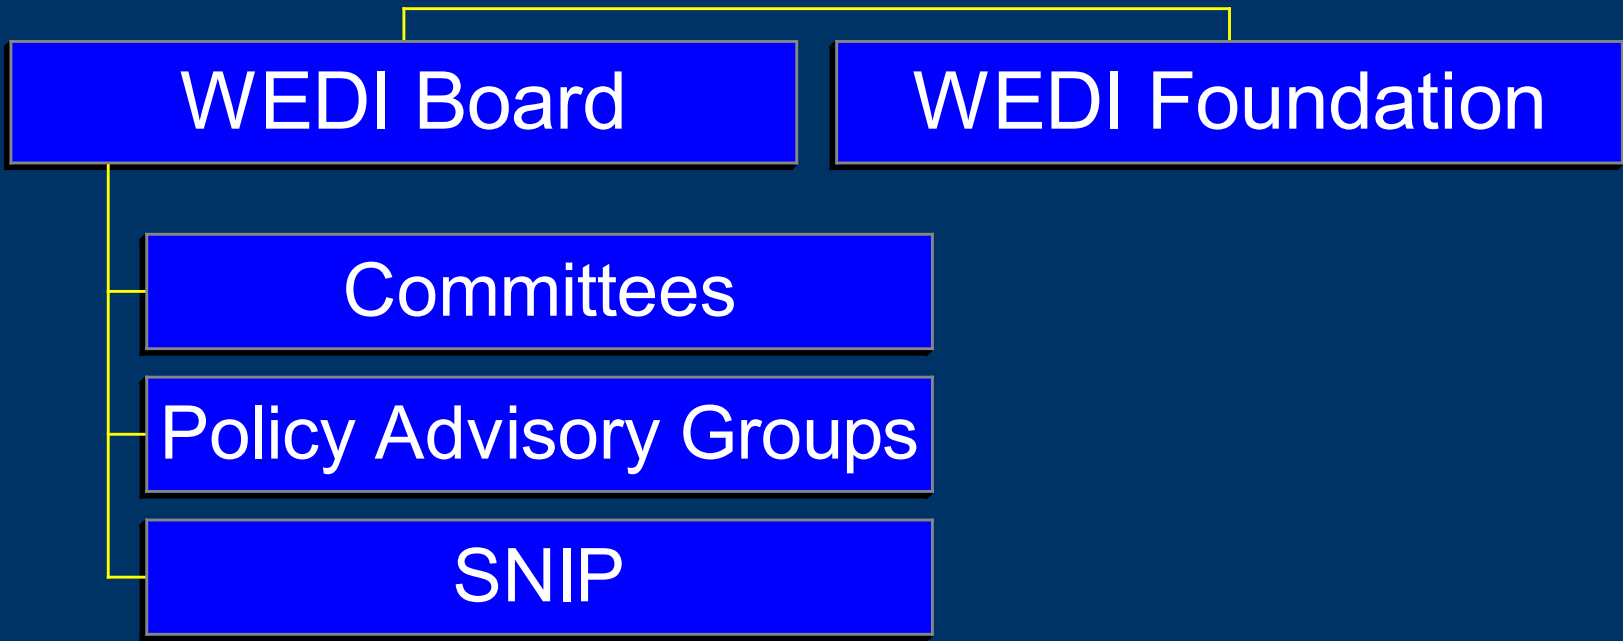 WEDI Board
WEDI Foundation
Committees
Policy Advisory Groups
SNIP